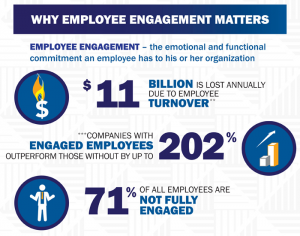 WHY EMPLOYEE ENGAGEMENT MATTERS
EMPLOYEE ENGAGEMENT – the emotional and functional
commitment an employee has to his or her organization
$ 11 BILLION IS LOST ANNUALLY
DUE TO EMPLOYEE
TURNOVER**
***COMPANIES WITH
ENGAGED EMPLOYEES
OUTPERFORM THOSE WITHOUT BY UP TO
202%
71% OF ALL EMPLOYEES ARE
NOT FULLY
ENGAGED
$